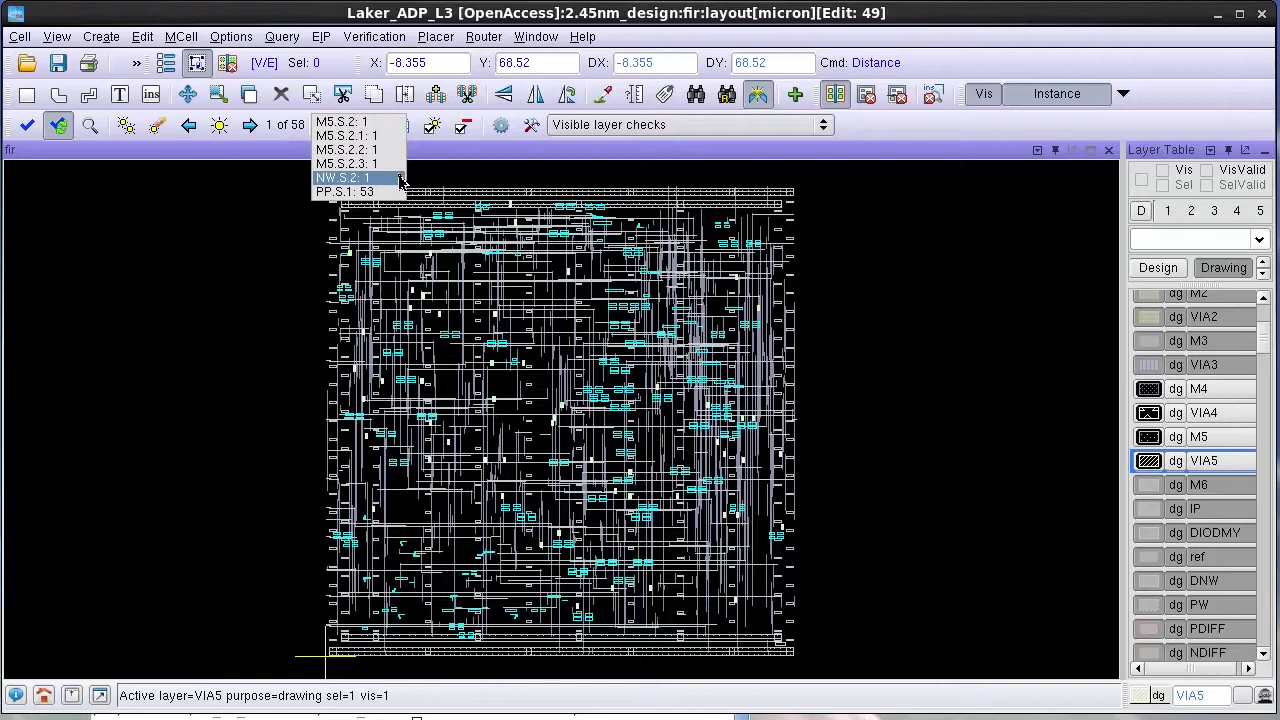 Laker_ADP_L3 [OpenAccess]:2.45nm_design:fir:layout[micron][Edit: 49]
Cell View Create Edit MCell Options Query EIP Verification Placer Router Window Help
» [V/E] Sel: 0 X: -8.355 Y: 68.52 DX: -8.355 DY: 68.52 Cmd: Distance
T ins ins Vis Instance
1 of 58 Visible layer checks
M5.S.2: 1
M5.S.2.1: 1
M5.S.2.2: 1
M5.S.2.3: 1
NW.S.2: 1
PP.S.1: 53
fir
Layer Table
Vis VisValid
Sel SelValid
D 1 2 3 4 5
Design Drawing
dg M2
dg VIA2
dg M3
dg VIA3
dg M4
dg VIA4
dg M5
dg VIA5
dg M6
dg IP
dg DIODMY
dg ref
dg DNW
dg PW
dg PDIFF
dg NDIFF
Active layer=VIA5 purpose=drawing sel=1 vis=1
dg VIA5